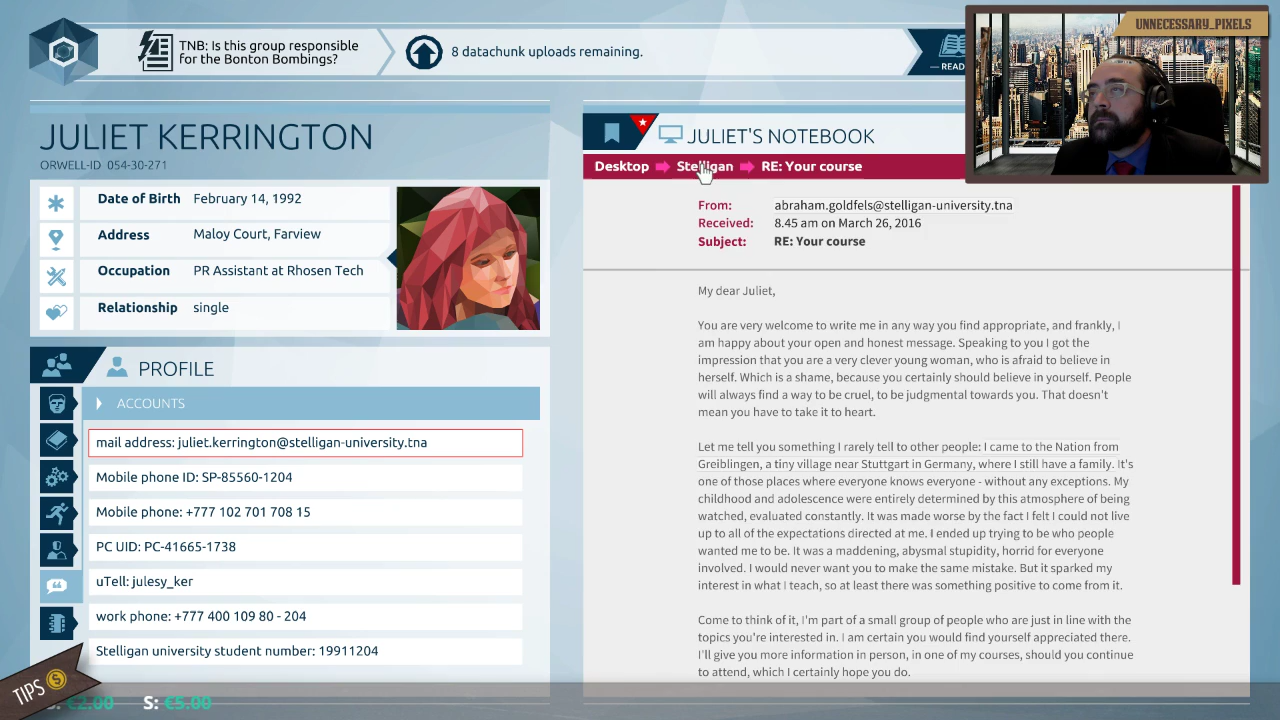 TNB: Is this group responsible
for the Bonton Bombings?
8 datachunk uploads remaining.
READ
UNNECESSARY_PIXELS
JULIET KERRINGTON
ORWELL-ID 054-30-271
Date of Birth February 14, 1992
Address Maloy Court, Farview
Occupation PR Assistant at Rhosen Tech
Relationship single
PROFILE
ACCOUNTS
mail address: juliet.kerrington@stelligan-university.tna
Mobile phone ID: SP-85560-1204
Mobile phone: +777 102 701 708 15
PC UID: PC-41665-1738
uTell: julesy_ker
work phone: +777 400 109 80 - 204
Stelligan university student number: 19911204
TIPS
€2.00 S: €5.00
JULIET'S NOTEBOOK
Desktop Stelligan RE: Your course
From: abraham.goldfels@stelligan-university.tna
Received: 8.45 am on March 26, 2016
Subject: RE: Your course
My dear Juliet,
You are very welcome to write me in any way you find appropriate, and frankly, I
am happy about your open and honest message. Speaking to you I got the
impression that you are a very clever young woman, who is afraid to believe in
herself. Which is a shame, because you certainly should believe in yourself. People
will always find a way to be cruel, to be judgmental towards you. That doesn't
mean you have to take it to heart.
Let me tell you something I rarely tell to other people: I came to the Nation from
Greiblingen, a tiny village near Stuttgart in Germany, where I still have a family. It's
one of those places where everyone knows everyone - without any exceptions. My
childhood and adolescence were entirely determined by this atmosphere of being
watched, evaluated constantly. It was made worse by the fact I felt I could not live
up to all of the expectations directed at me. I ended up trying to be who people
wanted me to be. It was a maddening, abysmal stupidity, horrid for everyone
involved. I would never want you to make the same mistake. But it sparked my
interest in what I teach, so at least there was something positive to come from it.
Come to think of it, I'm part of a small group of people who are just in line with the
topics you're interested in. I am certain you would find yourself appreciated there.
I'll give you more information in person, in one of my courses, should you continue
to attend, which I certainly hope you do.